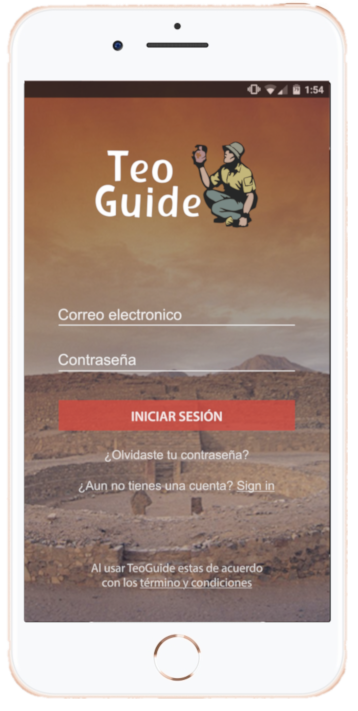 1:54
Teo
Guide
Correo electronico
Contraseña
INICIAR SESIÓN
¿Olvidaste tu contraseña?
¿Aun no tienes una cuenta? Sign in
Al usar TeoGuide estas de acuerdo
con los término y condiciones